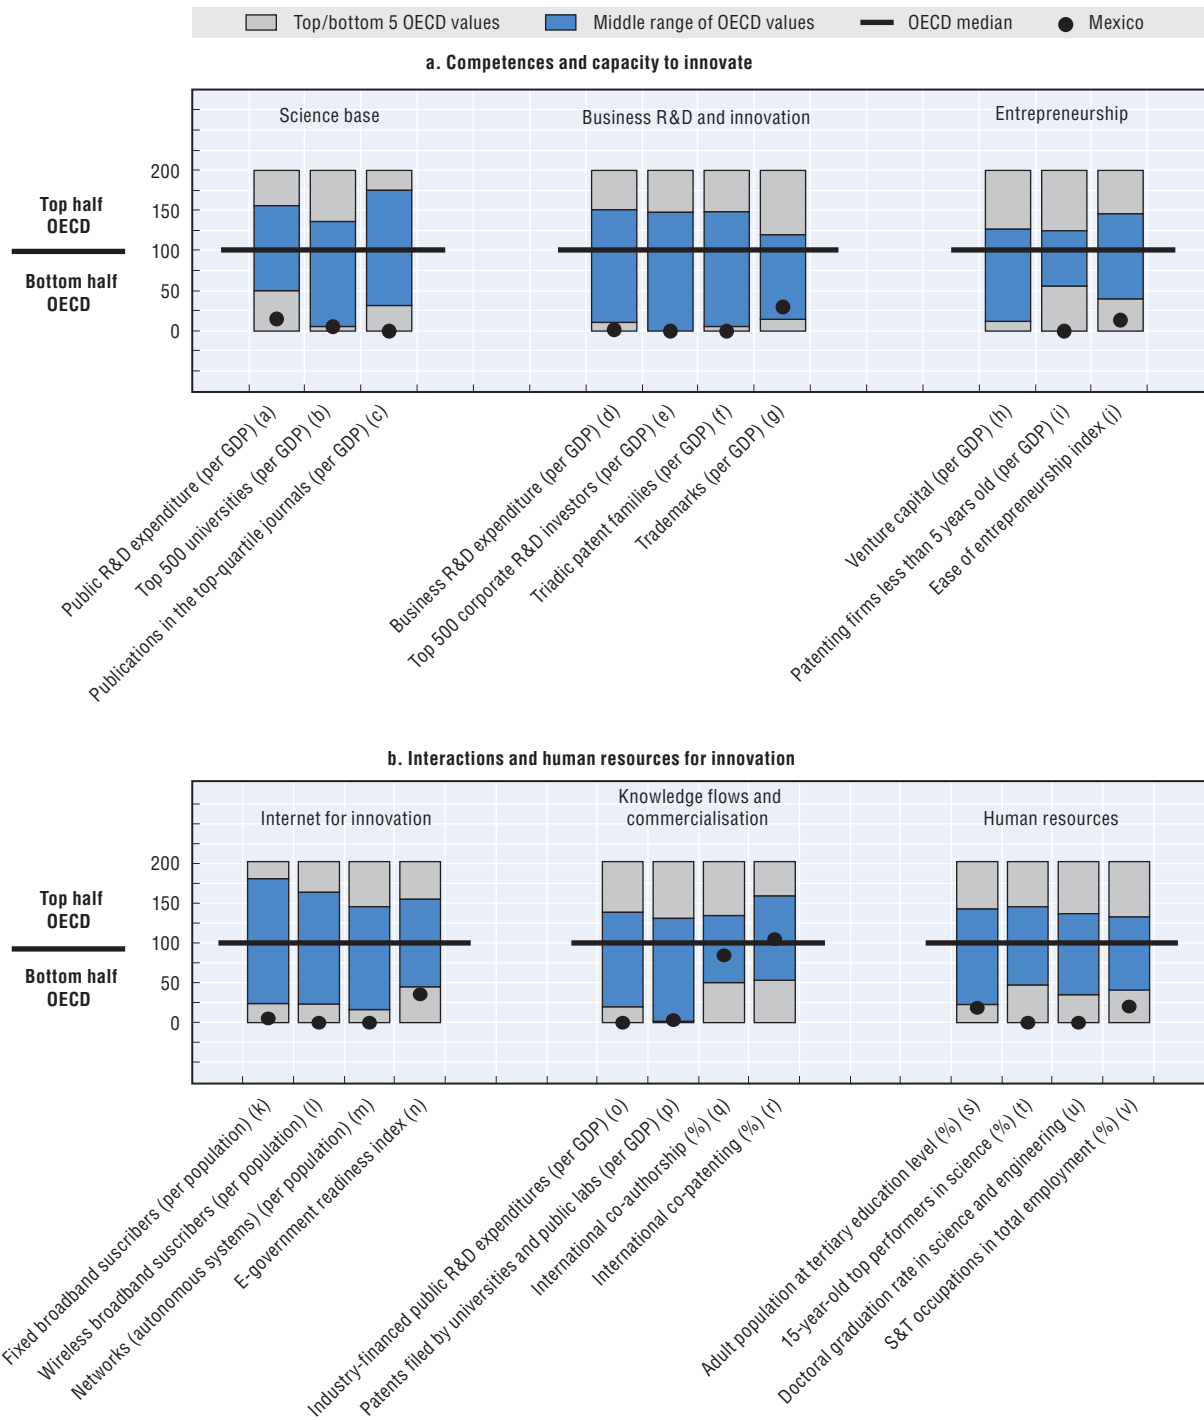 Top/bottom 5 OECD values Middle range of OECD values OECD median Mexico
a. Competences and capacity to innovate
Science base Business R&D and innovation Entrepreneurship
Top half
OECD
Bottom half
OECD
200
150
100
50
0
Public R&D expenditure (per GDP) (a)
Top 500 universities (per GDP) (b)
Publications in the top-quartile journals (per GDP) (c)
Business R&D expenditure (per GDP) (d)
Top 500 corporate R&D investors (per GDP) (e)
Triadic patent families (per GDP) (f)
Trademarks (per GDP) (g)
Venture capital (per GDP) (h)
Patenting firms less than 5 years old (per GDP) (i)
Ease of entrepreneurship index (j)
b. Interactions and human resources for innovation
Internet for innovation
Knowledge flows and
commercialisation
Human resources
Top half
OECD
Bottom half
OECD
200
150
100
50
0
Fixed broadband suscribers (per population) (k)
Wireless broadband suscribers (per population) (l)
Networks (autonomous systems) (per population) (m)
E-government readiness index (n)
Industry-financed public R&D expenditures (per GDP) (o)
Patents filed by universities and public labs (per GDP) (p)
International co-authorship (%) (q)
International co-patenting (%) (r)
Adult population at tertiary education level (%) (s)
15-year-old top performers in science (%) (t)
Doctoral graduation rate in science and engineering (u)
S&T occupations in total employment (%) (v)